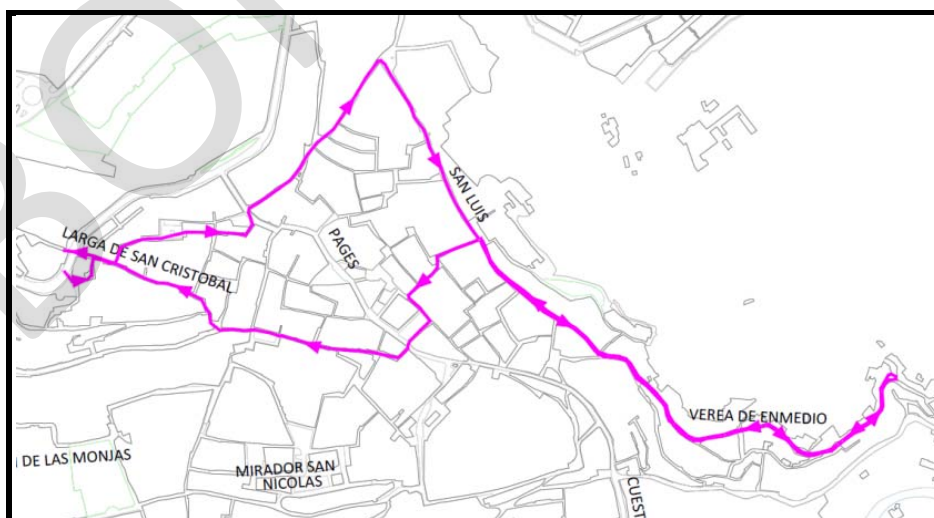 SAN LUIS
PAGES
LARGA DE SAN CRISTOBAL
VEREA DE ENMEDIO
DE LAS MONJAS
MIRADOR SAN
NICOLAS
CUEST